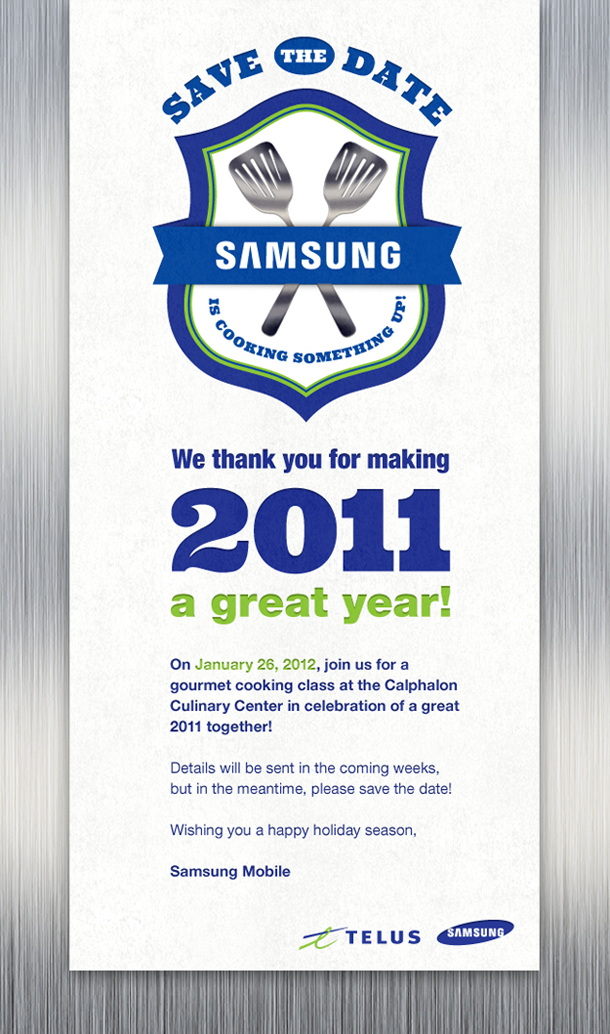 SAVE THE DATE
SAMSUNG
IS COOKING SOMETHING UP!
We thank you for making
2011
a great year!
On January 26, 2012, join us for a
gourmet cooking class at the Calphalon
Culinary Center in celebration of a great
2011 together!
Details will be sent in the coming weeks,
but in the meantime, please save the date!
Wishing you a happy holiday season,
Samsung Mobile
TELUS SAMSUNG